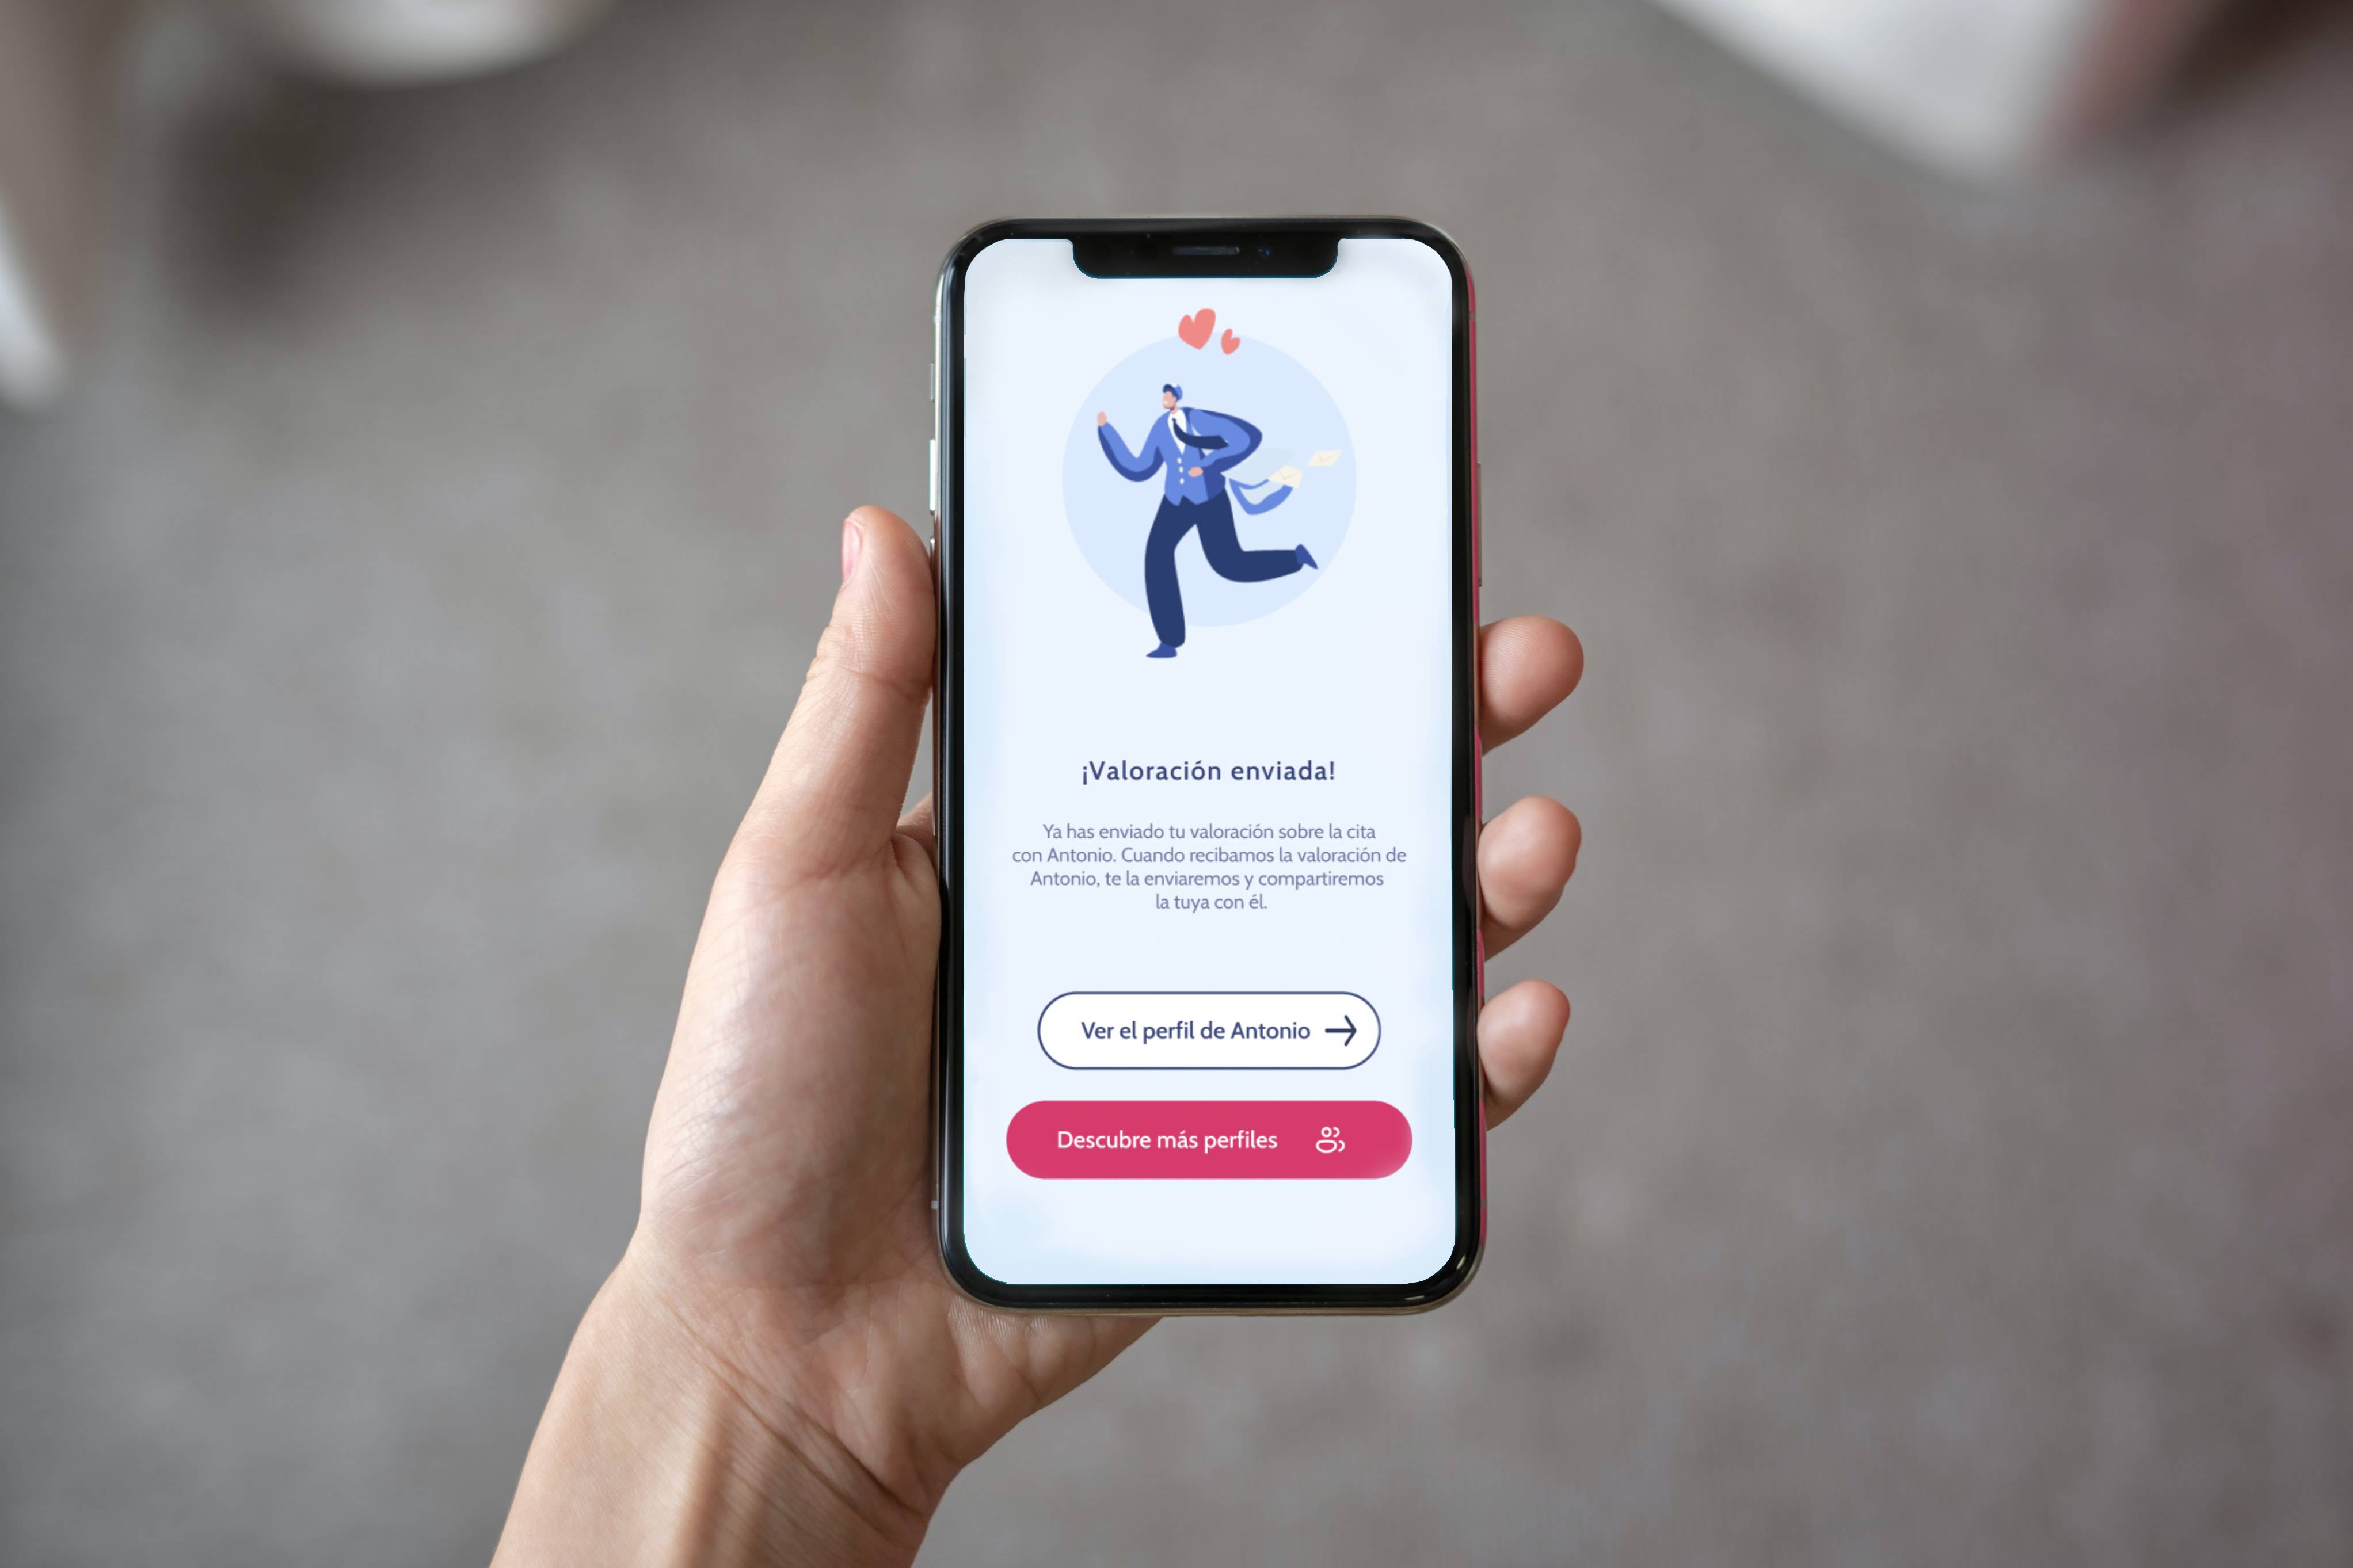 ¡Valoración enviada!
Ya has enviado tu valoración sobre la cita
con Antonio. Cuando recibamos la valoración de
Antonio, te la enviaremos y compartiremos
la tuya con él.
Ver el perfil de Antonio
Descubre más perfiles